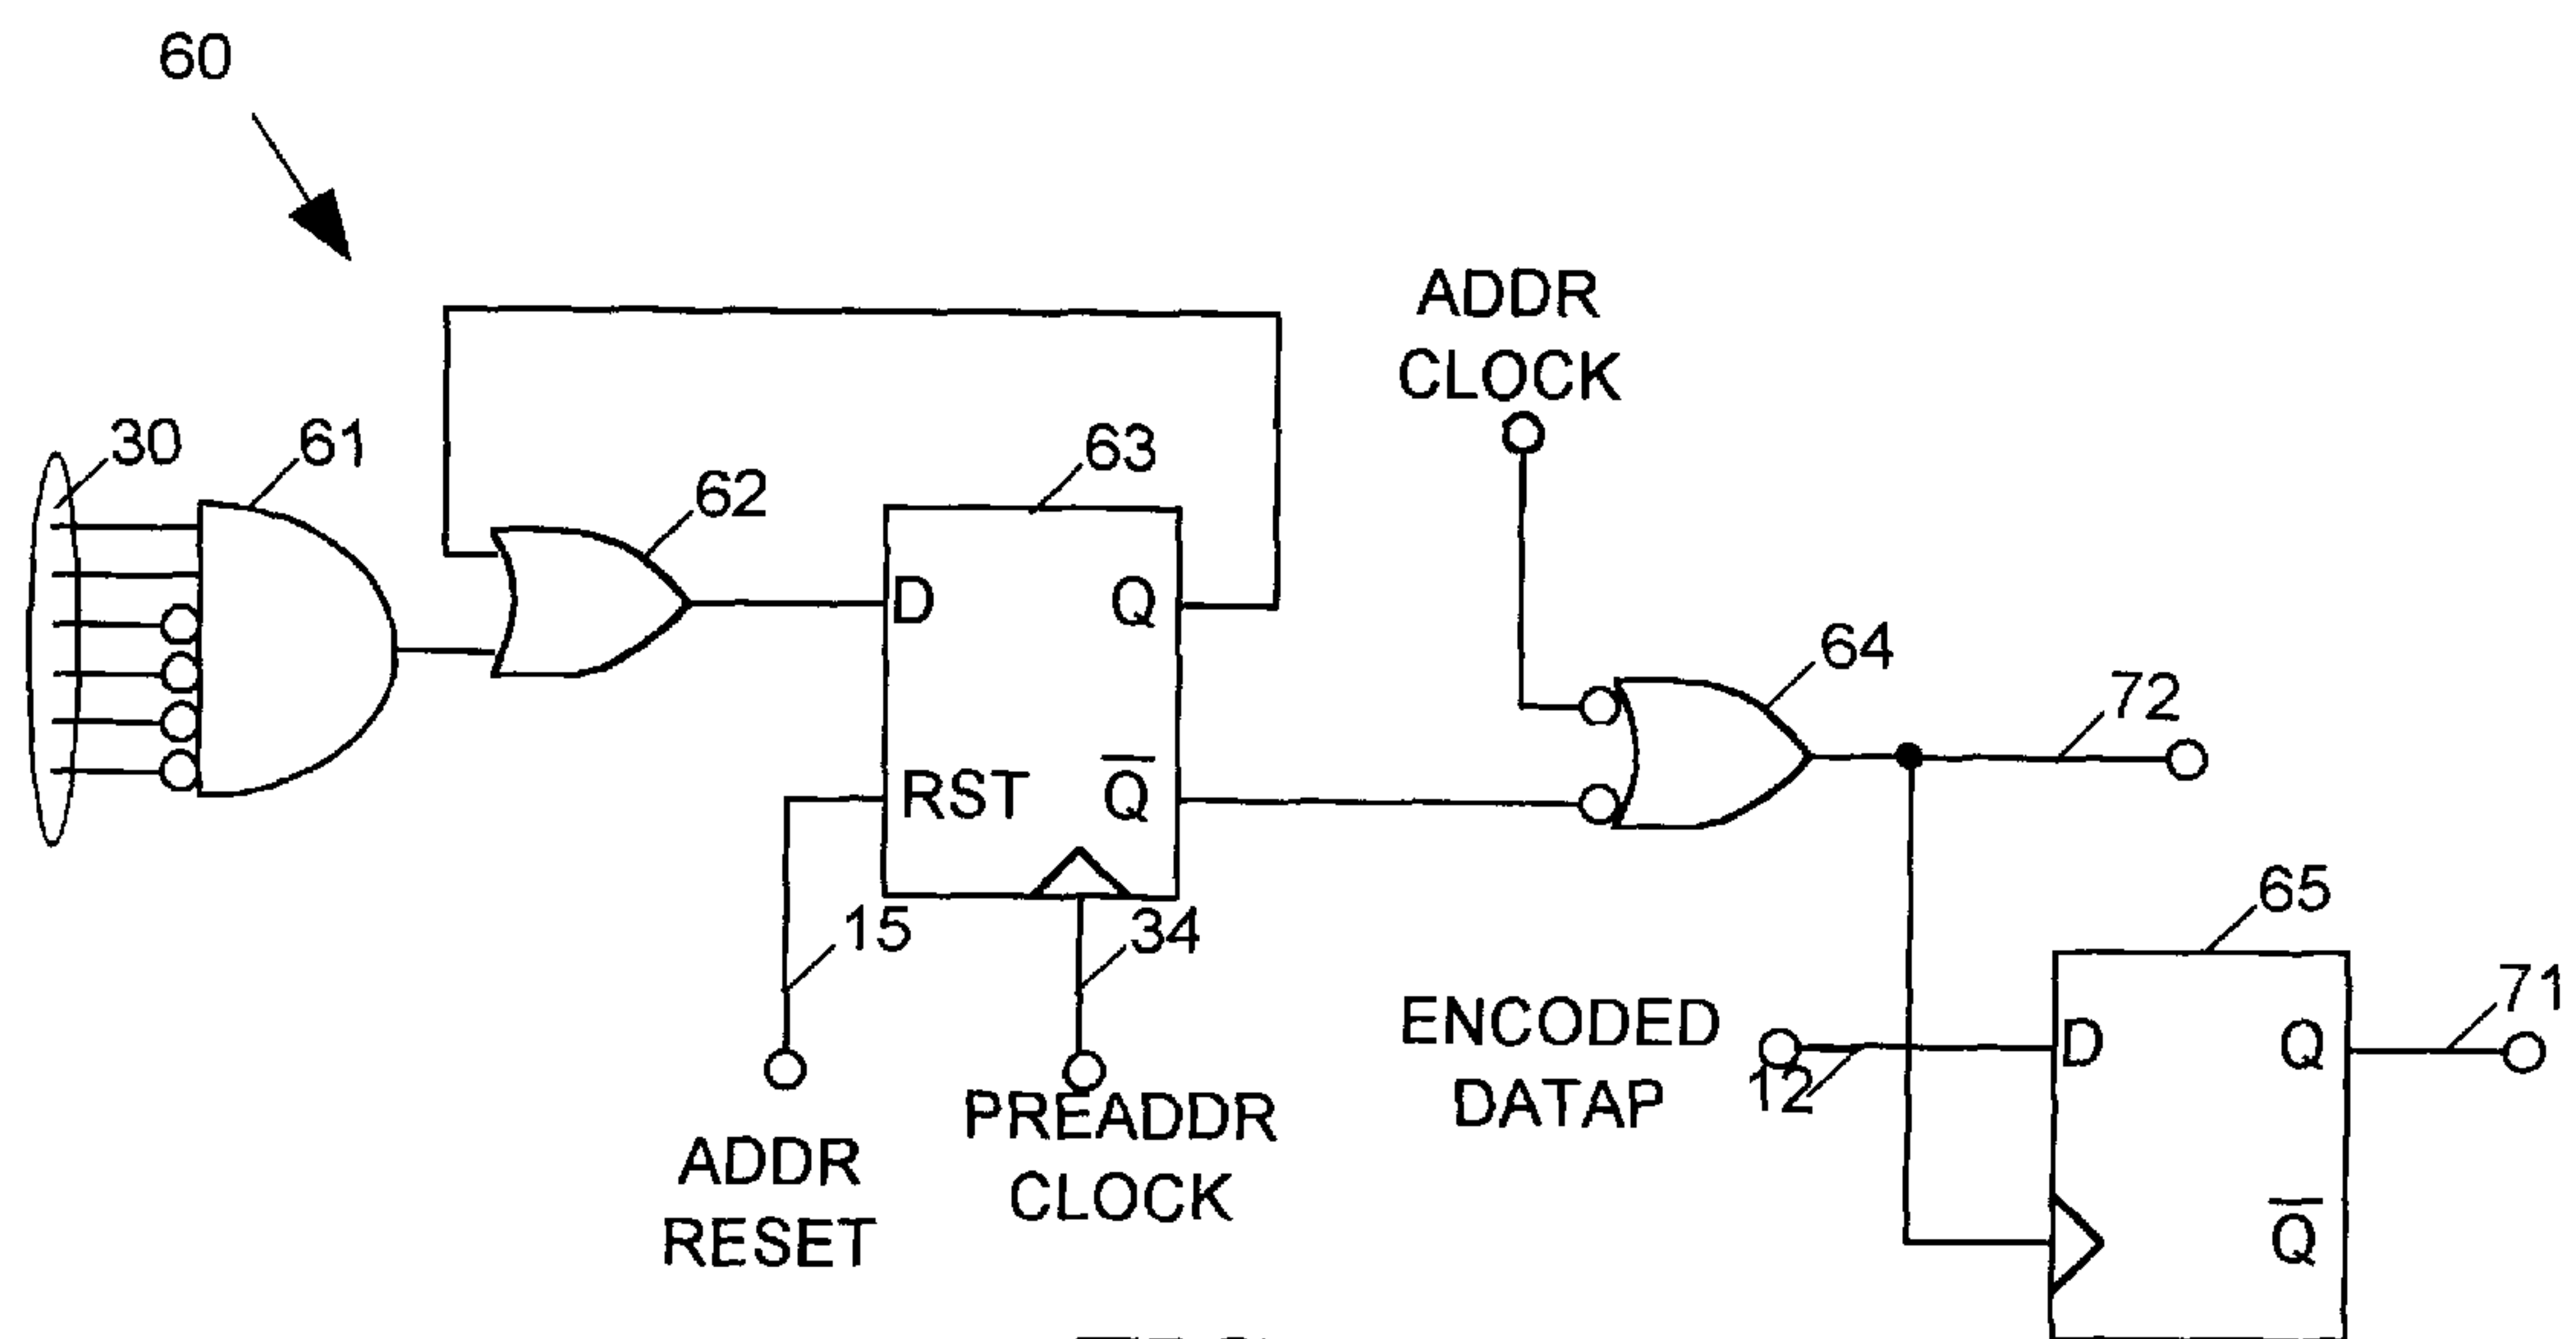 60
ADDR
CLOCK
30
61
62
63
64
72
D
Q
RST
Q
15
34
65
71
ENCODED
DATAP
12
D
Q
Q
PREADDR
CLOCK
ADDR
RESET